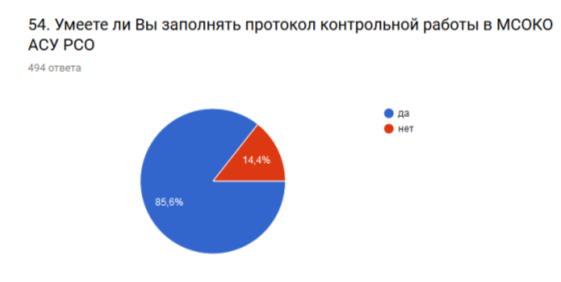 54. Умеете ли Вы заполнять протокол контрольной работы в МСОКО
АСУ РСО
494 ответа
да
нет
14,4%
85,6%